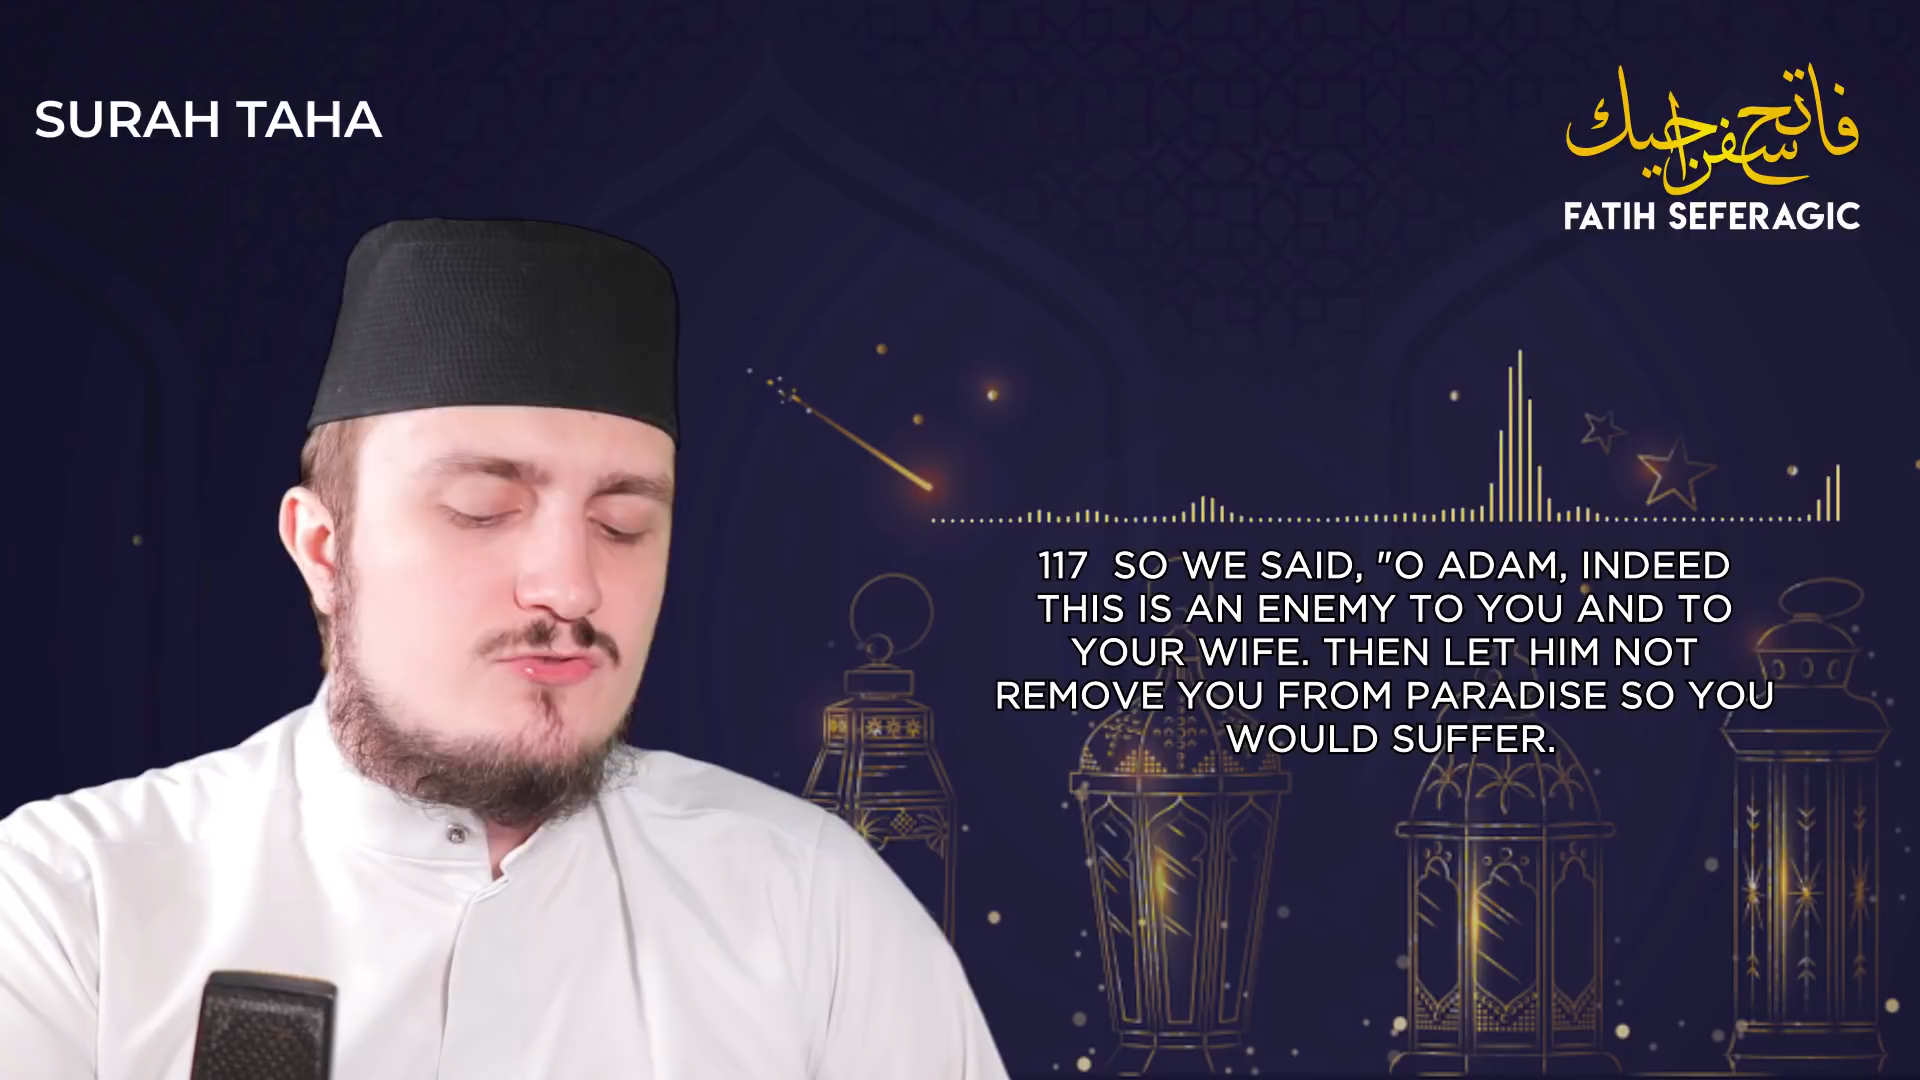 SURAH TAHA
فاتح سفراجيك
FATIH SEFERAGIC
117 SO WE SAID, "O ADAM, INDEED
THIS IS AN ENEMY TO YOU AND TO
YOUR WIFE. THEN LET HIM NOT
REMOVE YOU FROM PARADISE SO YOU
WOULD SUFFER.